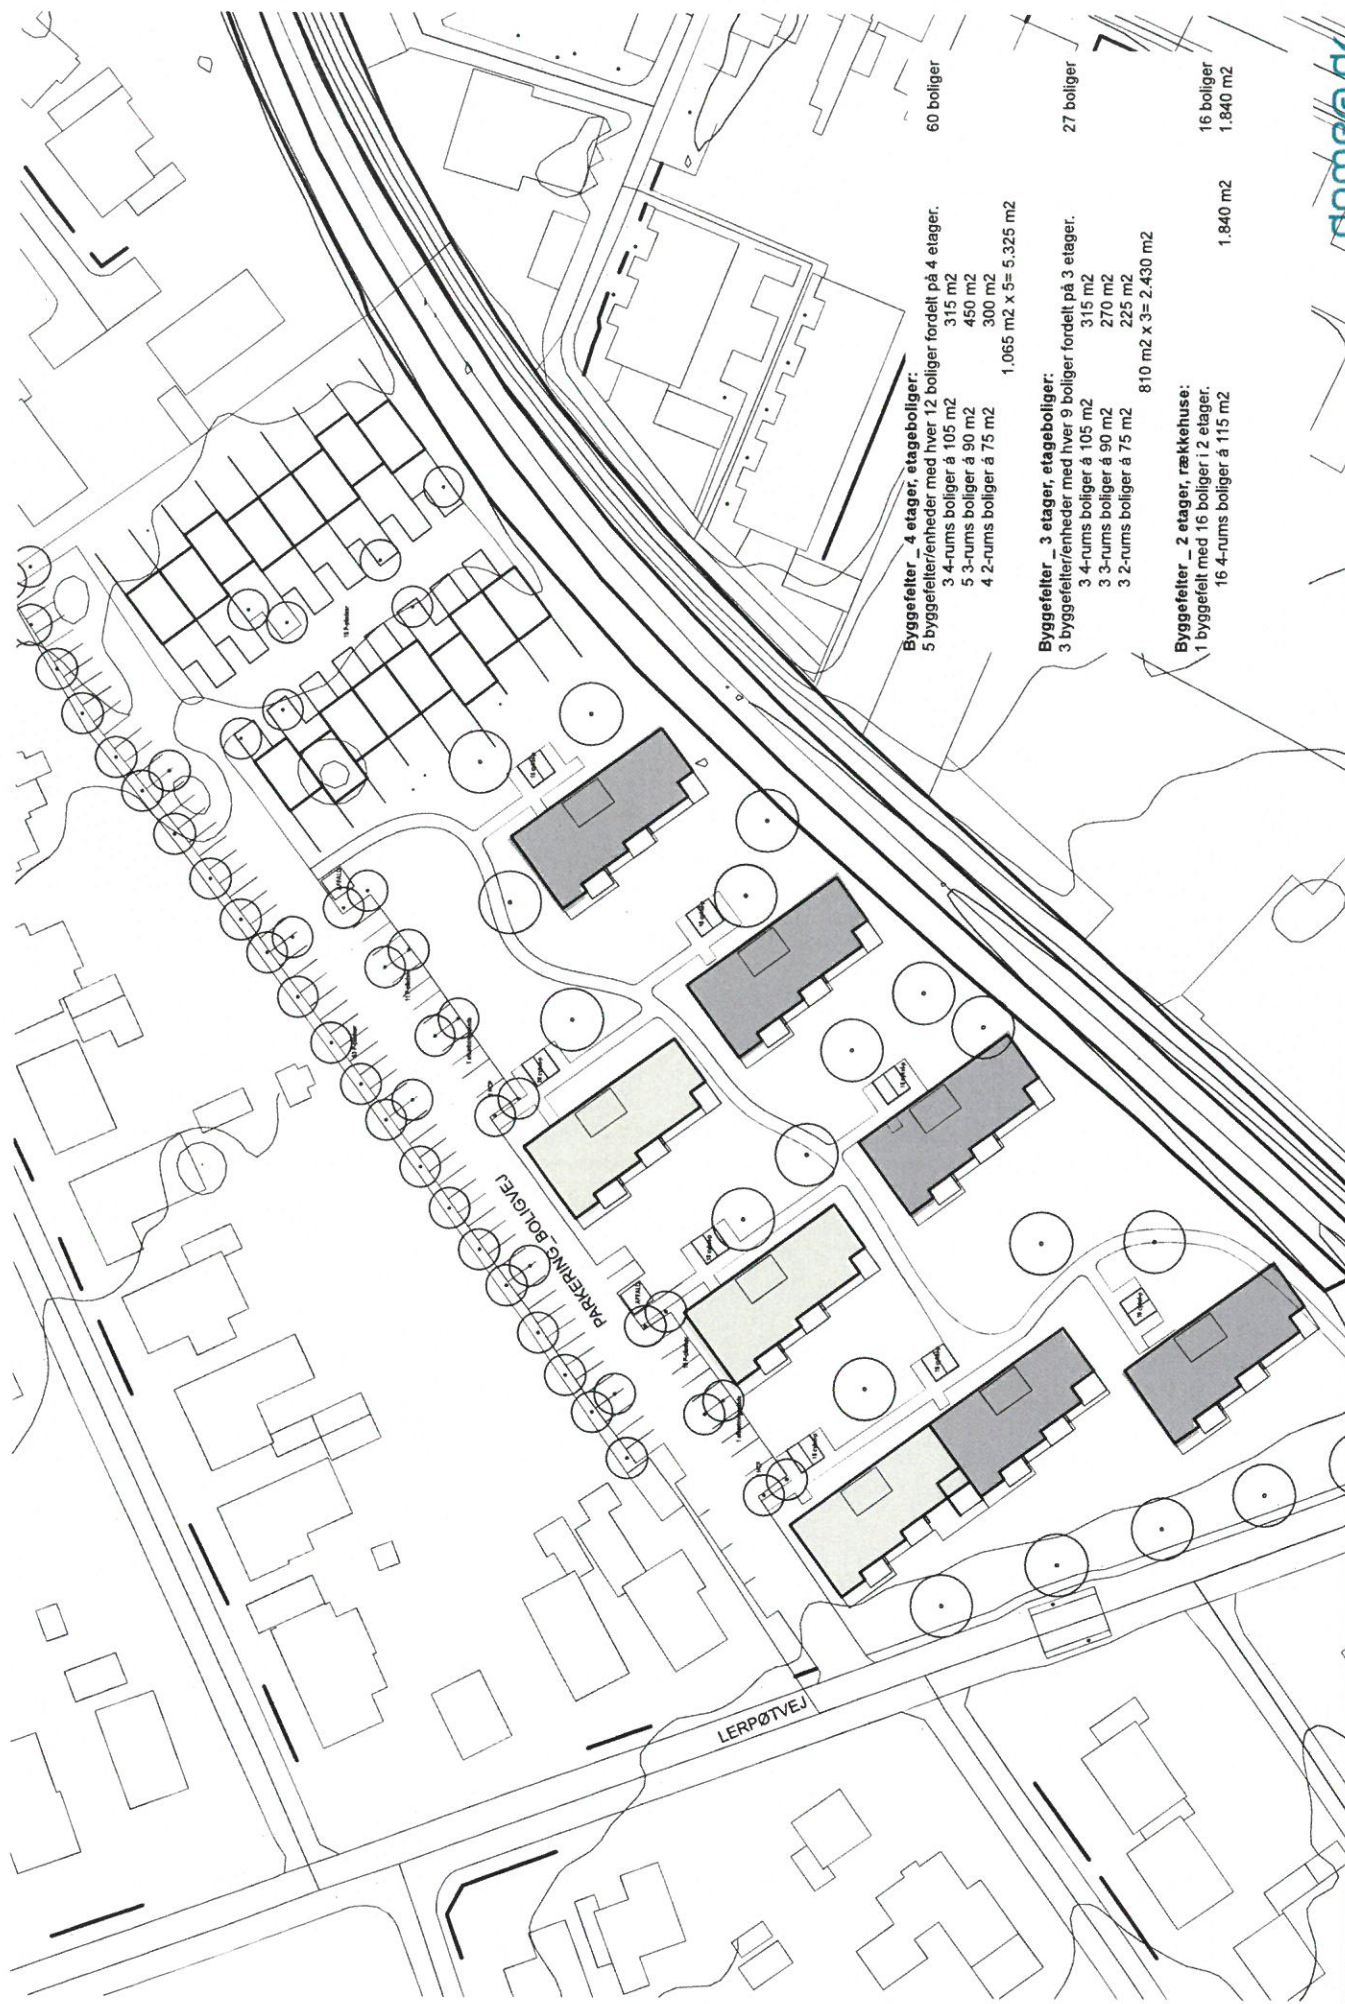 Byggefelter _ 4 etager, etageboliger:
5 byggefelter/enheder med hver 12 boliger fordelt på 4 etager. 60 boliger
3 4-rums boliger á 105 m2 315 m2
5 3-rums boliger á 90 m2 450 m2
4 2-rums boliger á 75 m2 300 m2
1.065 m2 x 5= 5.325 m2
Byggefelter _ 3 etager, etageboliger:
3 byggefelter/enheder med hver 9 boliger fordelt på 3 etager. 27 boliger
3 4-rums boliger á 105 m2 315 m2
3 3-rums boliger á 90 m2 270 m2
3 2-rums boliger á 75 m2 225 m2
810 m2 x 3= 2.430 m2
Byggefelter _ 2 etager, rækkehuse:
1 byggefelt med 16 boliger i 2 etager. 16 boliger
16 4-rums boliger á 115 m2 1.840 m2 1.840 m2
PARKERING_BOLIGVEJ
LERPØTVEJ
AFFALD
AFFALD